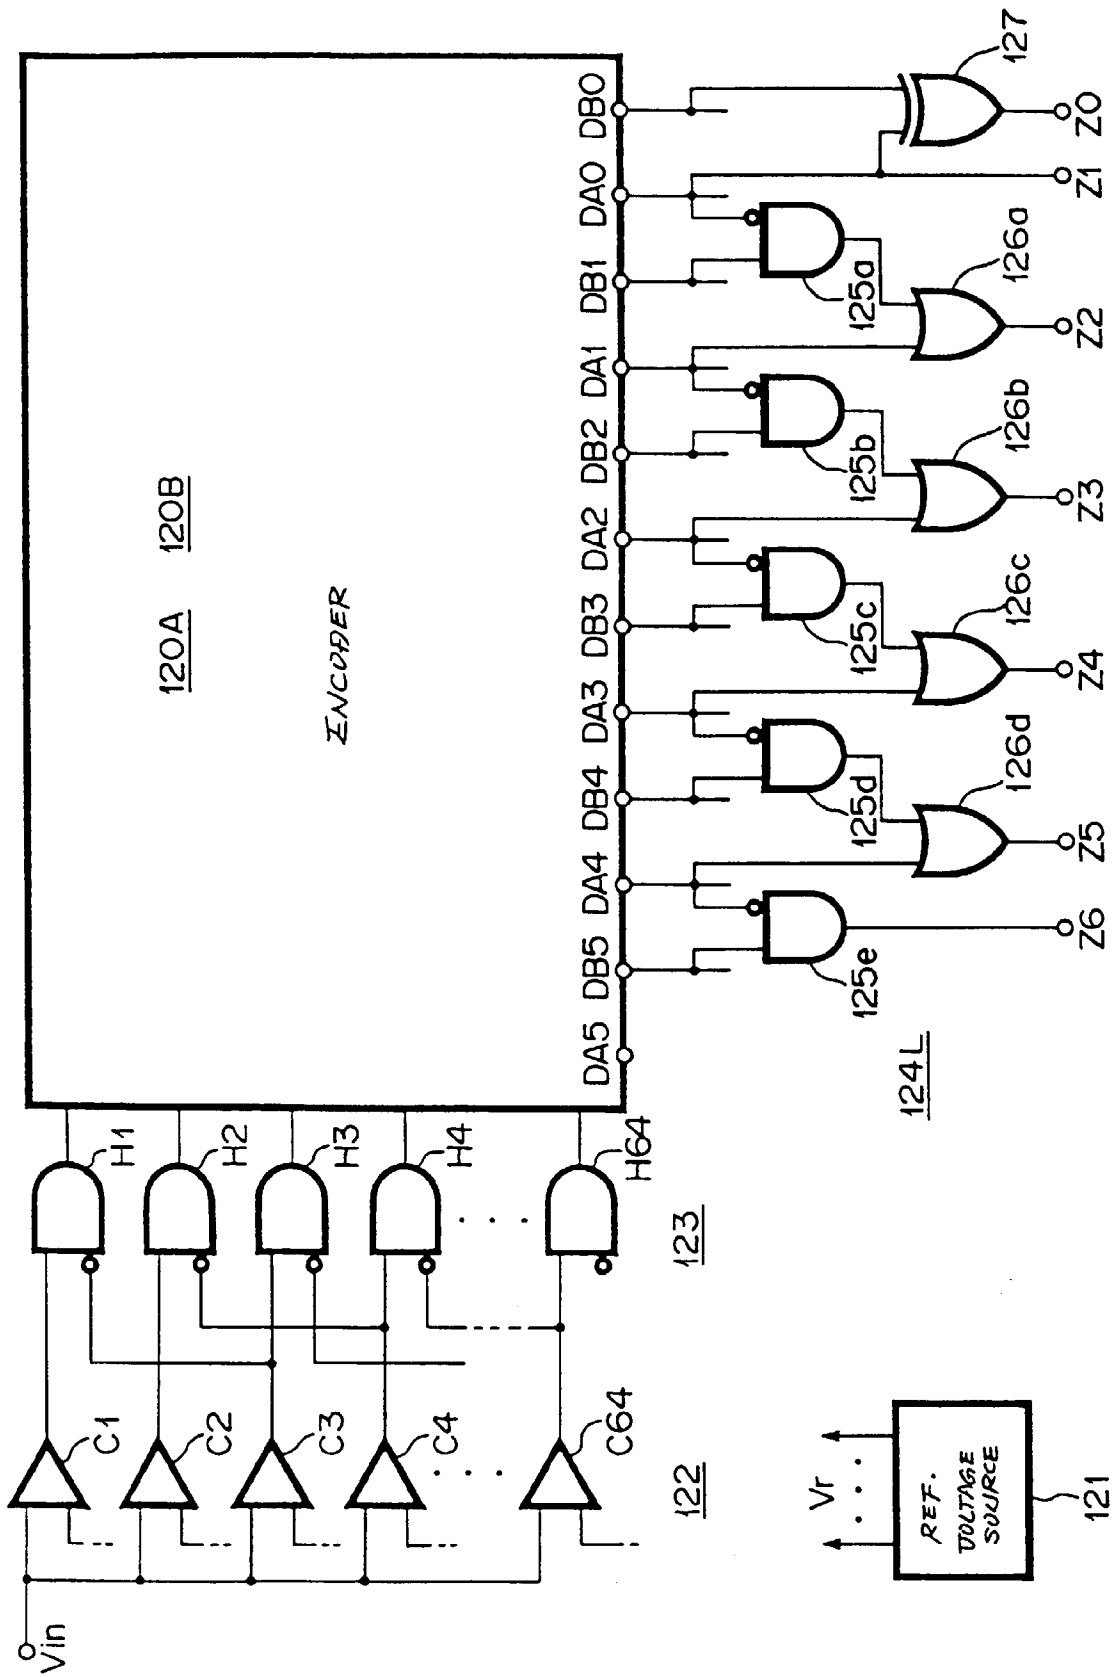 Vin
C1
C2
C3
C4
C64
122
H1
H2
H3
H4
H64
123
120A
120B
ENCODER
DA5
DB5
DA4
DB4
DA3
DB3
DA2
DB2
DA1
DB1
DA0
DB0
125e
125d
125c
125b
125a
126d
126c
126b
126a
127
124L
Z6
Z5
Z4
Z3
Z2
Z1
Z0
Vr
REF.
VOLTAGE
SOURCE
121